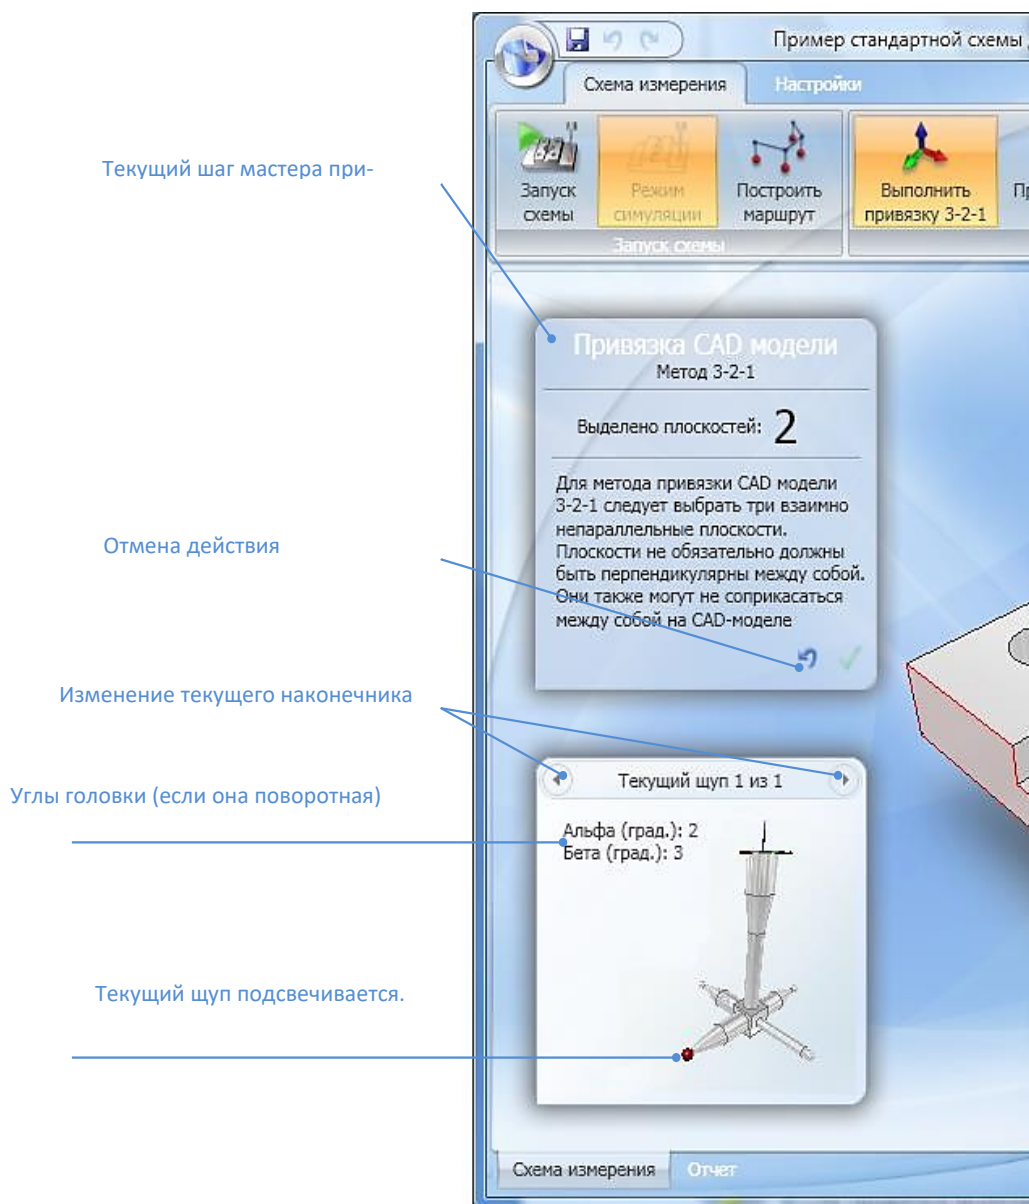 Пример стандартной схемы
Схема измерения
Настройки
Запуск
схемы
Режим
симуляции
Построить
маршрут
Выполнить
привязку 3-2-1
Запуск схемы
Текущий шаг мастера при-
Привязка CAD модели
Метод 3-2-1
Выделено плоскостей: 2
Для метода привязки CAD модели
3-2-1 следует выбрать три взаимно
непараллельные плоскости.
Плоскости не обязательно должны
быть перпендикулярны между собой.
Они также могут не соприкасаться
между собой на CAD-моделе
Отмена действия
Изменение текущего наконечника
Углы головки (если она поворотная)
Текущий щуп 1 из 1
Альфа (град.): 2
Бета (град.): 3
Текущий щуп подсвечивается.
Схема измерения
Отчет